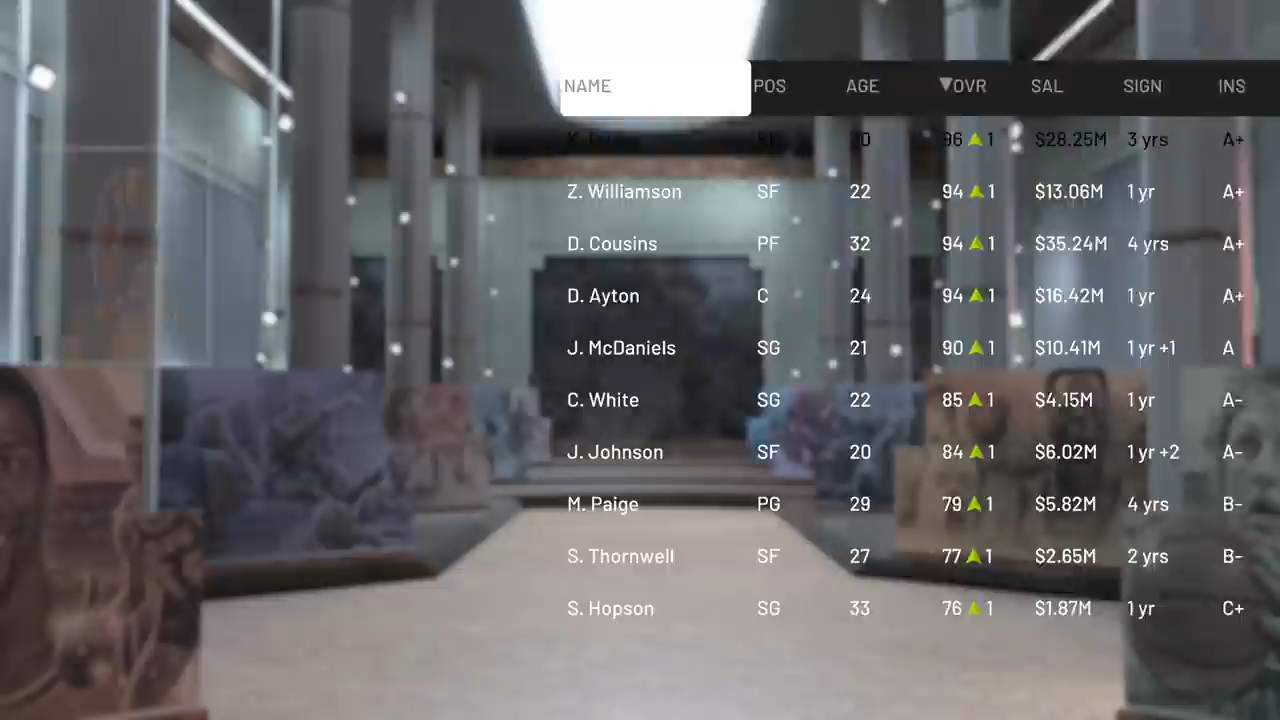 NAME POS AGE ▼OVR SAL SIGN INS
96 ▲ 1 $28.25M 3 yrs A+
Z. Williamson SF 22 94 ▲ 1 $13.06M 1 yr A+
D. Cousins PF 32 94 ▲ 1 $35.24M 4 yrs A+
D. Ayton C 24 94 ▲ 1 $16.42M 1 yr A+
J. McDaniels SG 21 90 ▲ 1 $10.41M 1 yr +1 A
C. White SG 22 85 ▲ 1 $4.15M 1 yr A-
J. Johnson SF 20 84 ▲ 1 $6.02M 1 yr +2 A-
M. Paige PG 29 79 ▲ 1 $5.82M 4 yrs B-
S. Thornwell SF 27 77 ▲ 1 $2.65M 2 yrs B-
S. Hopson SG 33 76 ▲ 1 $1.87M 1 yr C+